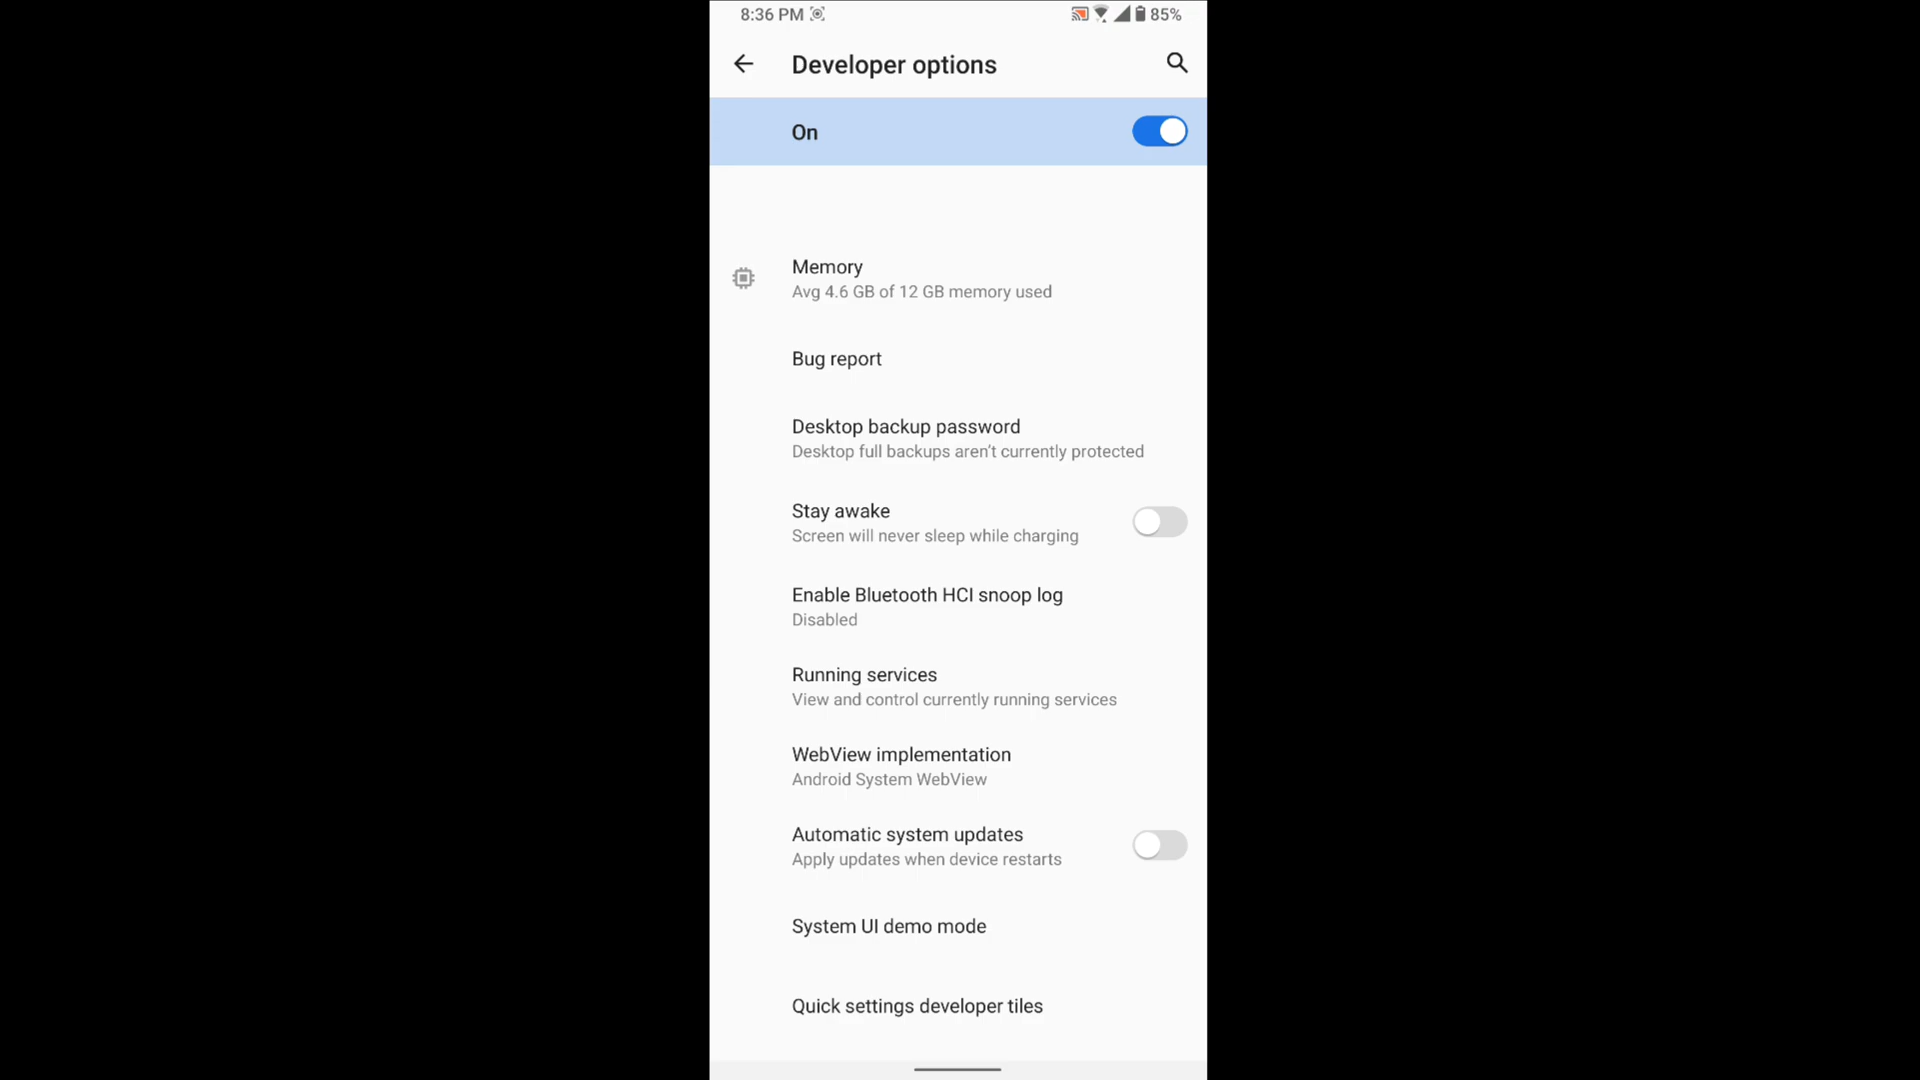 8:36 PM 85%
Developer options
On
Memory
Avg 4.6 GB of 12 GB memory used
Bug report
Desktop backup password
Desktop full backups aren't currently protected
Stay awake
Screen will never sleep while charging
Enable Bluetooth HCI snoop log
Disabled
Running services
View and control currently running services
WebView implementation
Android System WebView
Automatic system updates
Apply updates when device restarts
System UI demo mode
Quick settings developer tiles